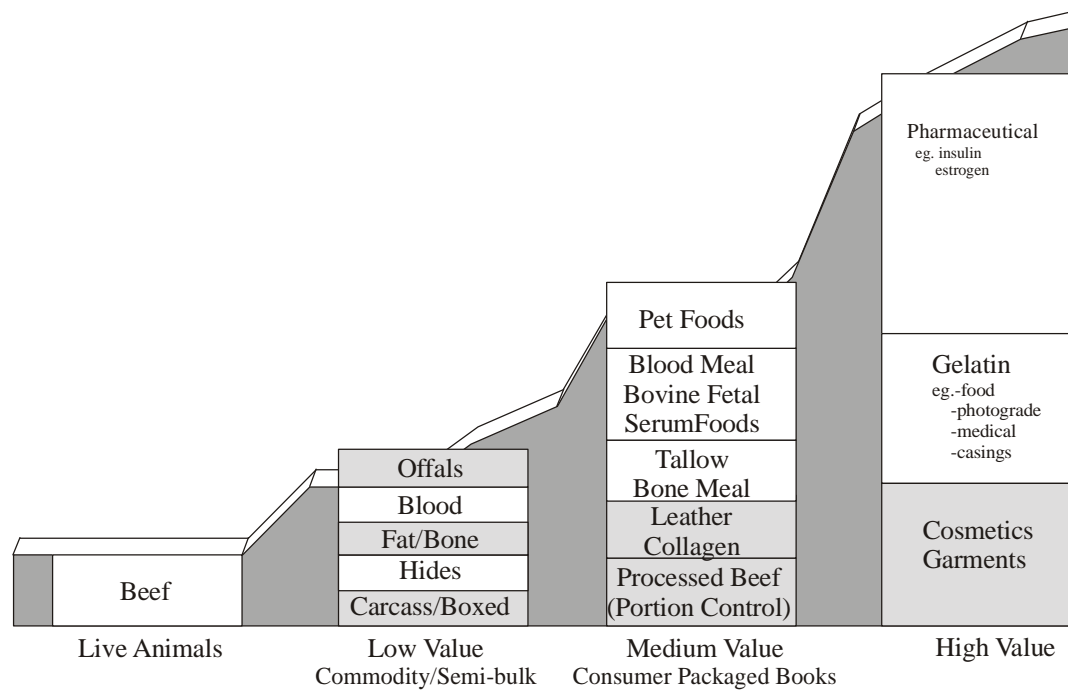 Beef
Live Animals
Offals
Blood
Fat/Bone
Hides
Carcass/Boxed
Low Value
Commodity/Semi-bulk
Pet Foods
Blood Meal
Bovine Fetal
SerumFoods
Tallow
Bone Meal
Leather
Collagen
Processed Beef
(Portion Control)
Medium Value
Consumer Packaged Books
Pharmaceutical
eg. insulin
estrogen
Gelatin
eg.-food
-photograde
-medical
-casings
Cosmetics
Garments
High Value